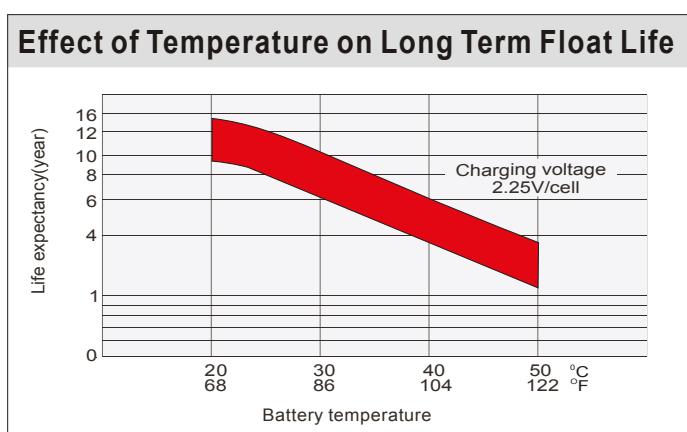 Effect of Temperature on Long Term Float Life
Life expectancy(year)
16
12
10
8
6
4
1
0
Charging voltage
2.25V/cell
20 30 40 50 °C
68 86 104 122 °F
Battery temperature